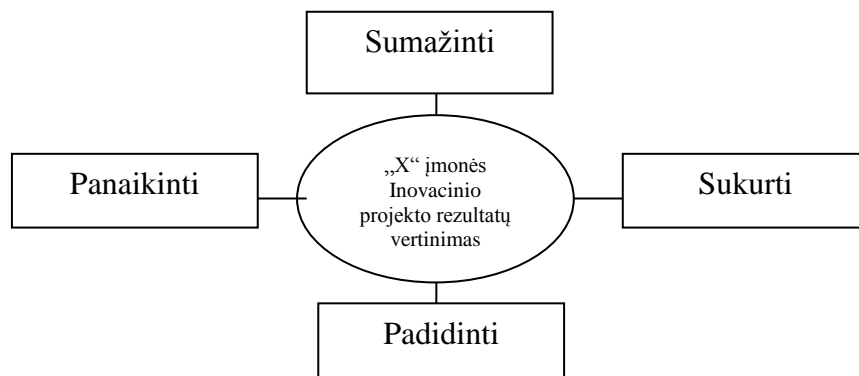 Sumažinti
Panaikinti
„X“ įmonės
Inovacinio
projekto rezultatų
vertinimas
Sukurti
Padidinti